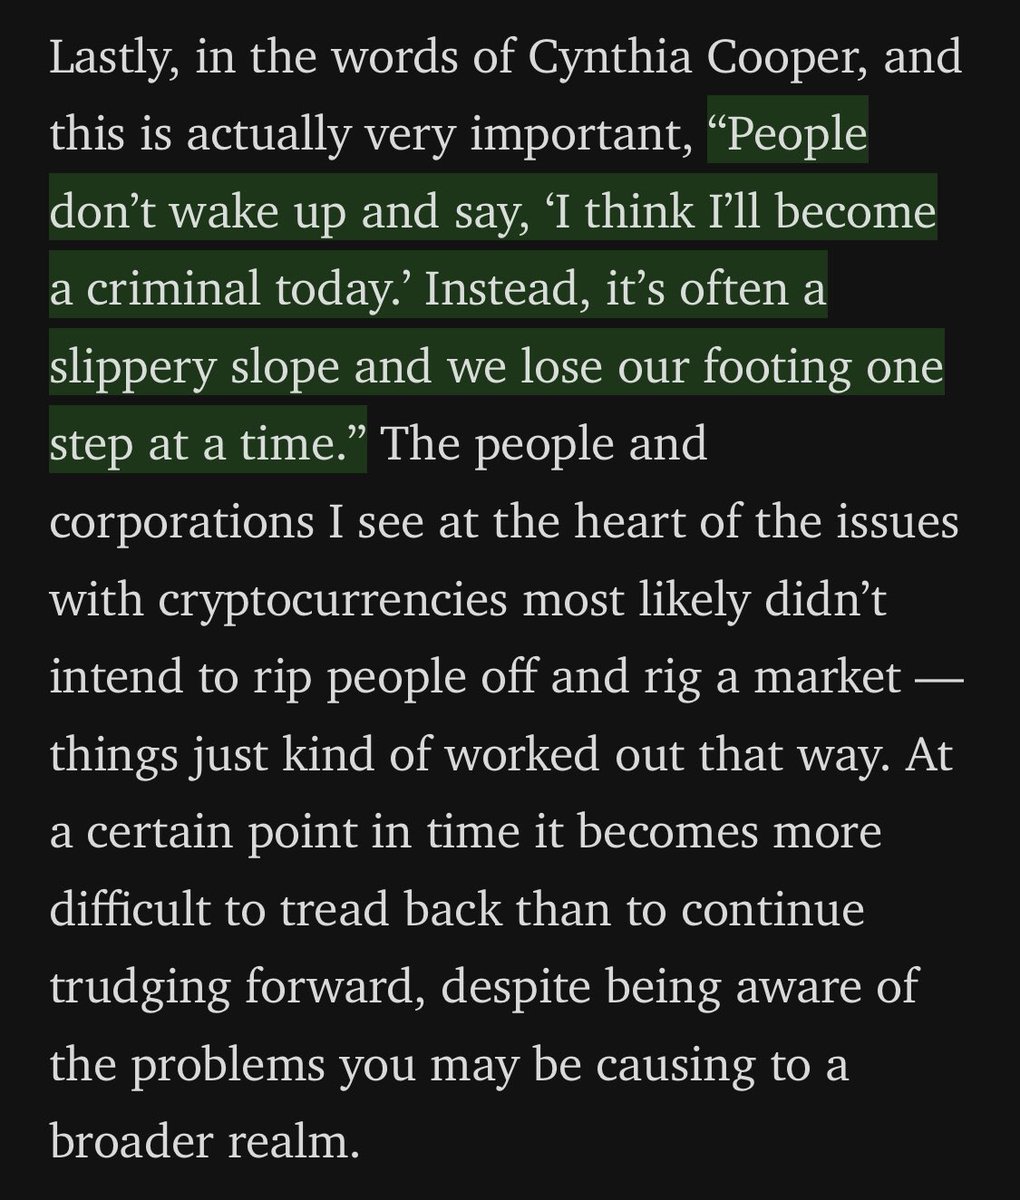 Lastly, in the words of Cynthia Cooper, and
this is actually very important, “People
don’t wake up and say, ‘I think I’ll become
a criminal today.’ Instead, it’s often a
slippery slope and we lose our footing one
step at a time.” The people and
corporations I see at the heart of the issues
with cryptocurrencies most likely didn’t
intend to rip people off and rig a market —
things just kind of worked out that way. At
a certain point in time it becomes more
difficult to tread back than to continue
trudging forward, despite being aware of
the problems you may be causing to a
broader realm.